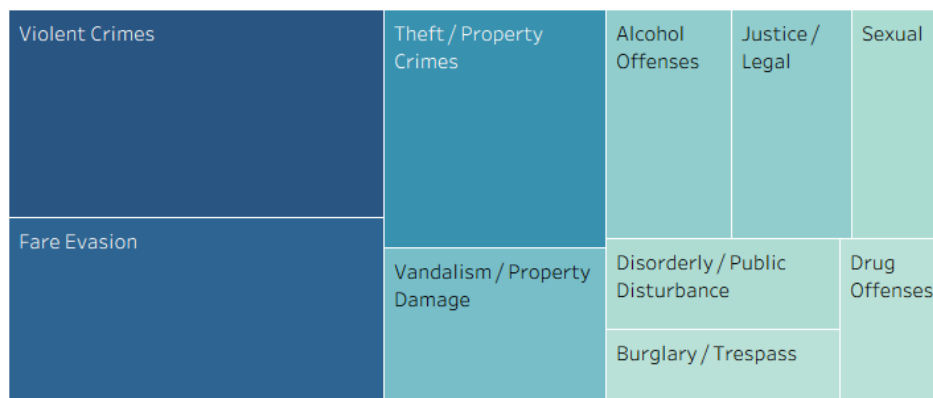 Violent Crimes
Fare Evasion
Theft / Property
Crimes
Vandalism / Property
Damage
Alcohol
Offenses
Justice /
Legal
Sexual
Disorderly / Public
Disturbance
Burglary / Trespass
Drug
Offenses